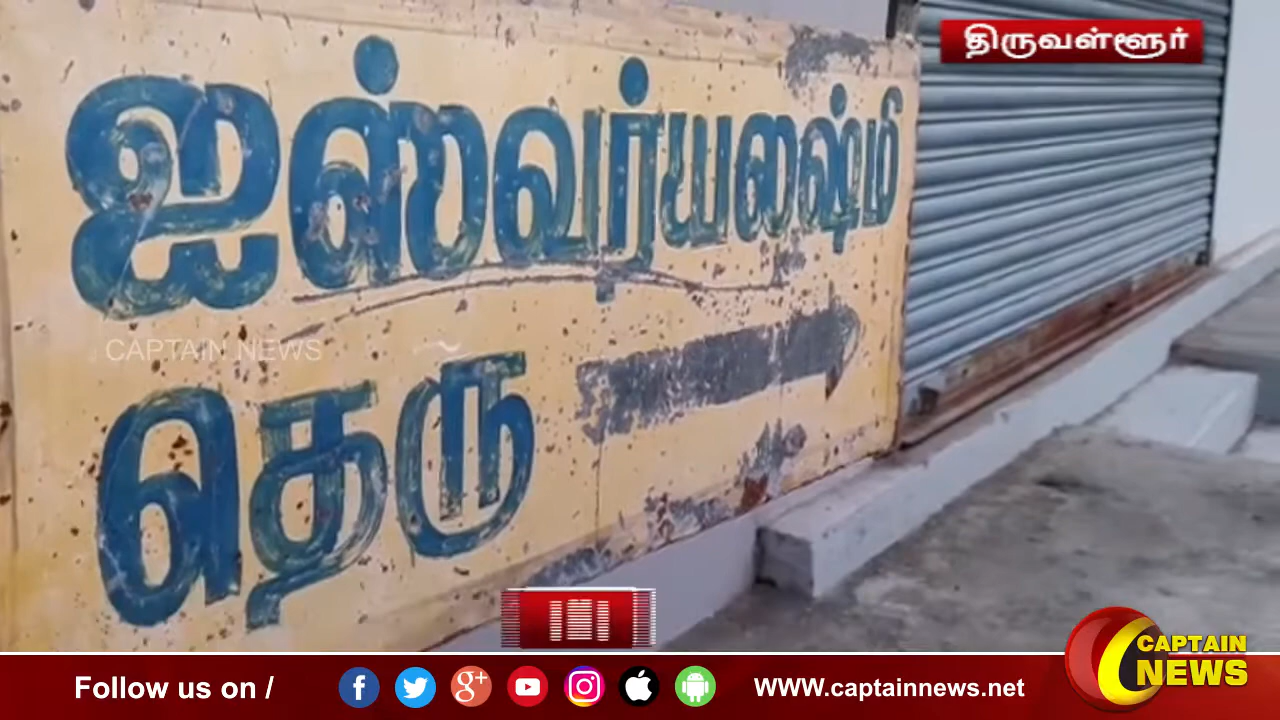 திருவள்ளூர்
ஐஸ்வர்யலஷ்மி
தெரு
CAPTAIN NEWS
Follow us on /
WWW.captainnews.net
CAPTAIN
NEWS